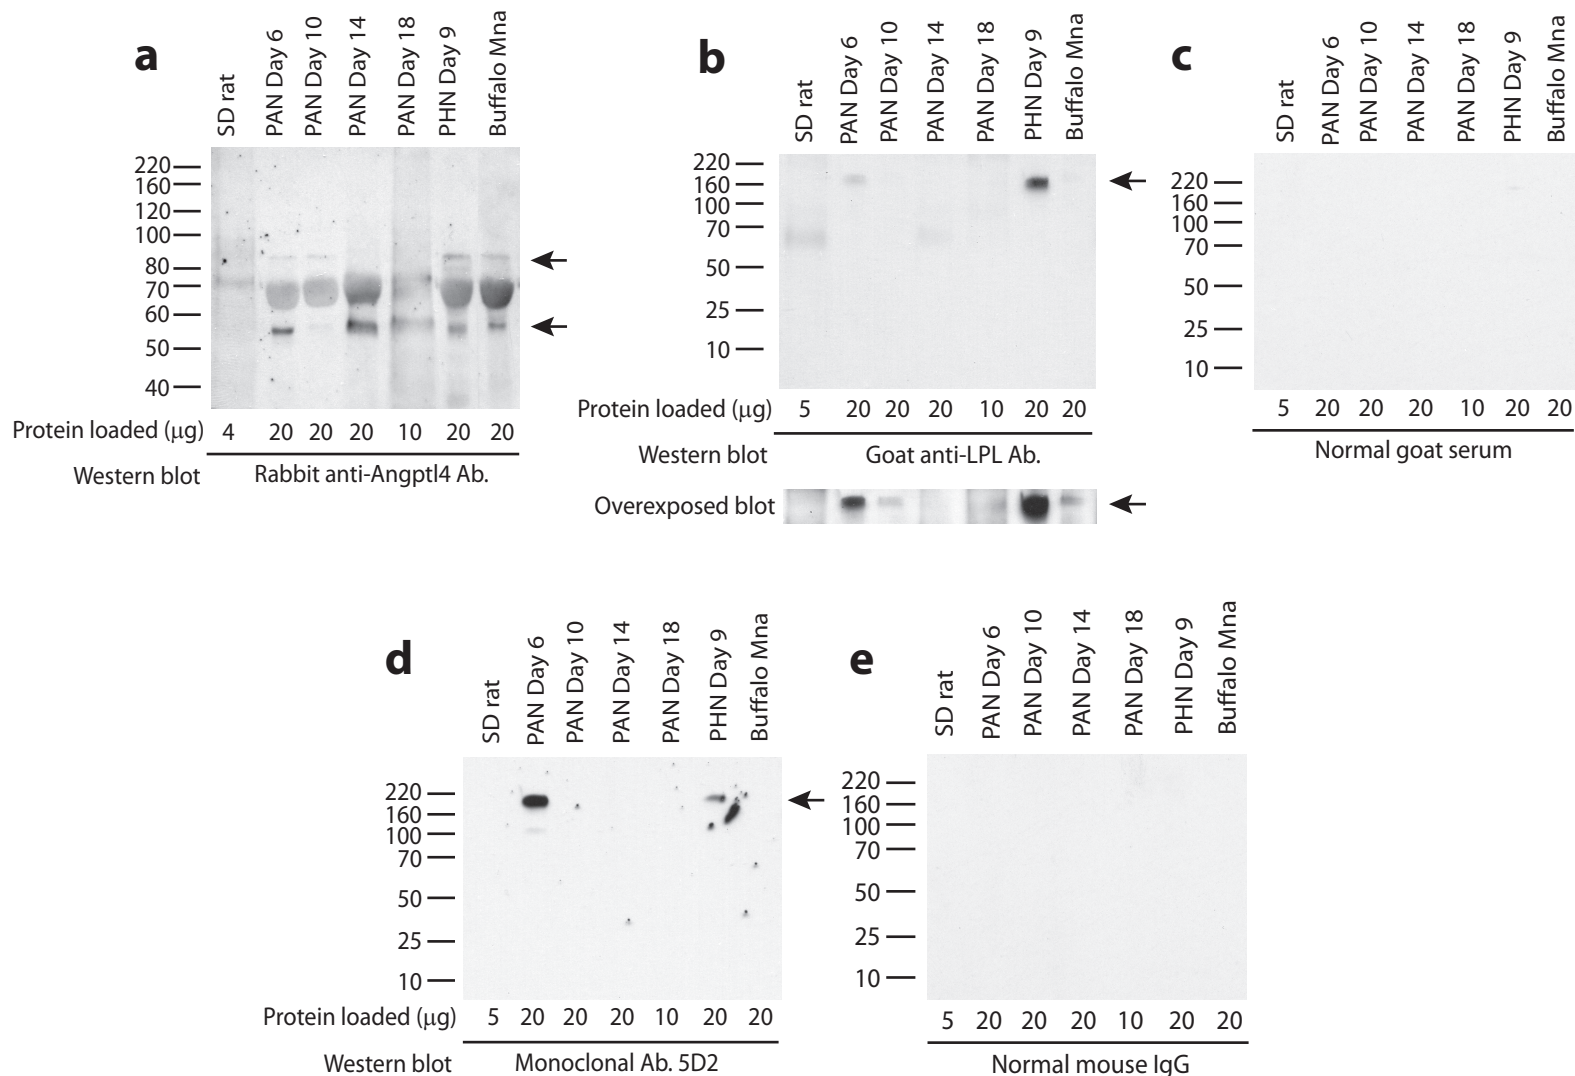 a
SD rat
PAN Day 6
PAN Day 10
PAN Day 14
PAN Day 18
PHN Day 9
Buffalo Mna
220
160
120
100
80
70
60
50
40
Protein loaded (μg) 4 20 20 20 10 20 20
Western blot Rabbit anti-Angptl4 Ab.
b
SD rat
PAN Day 6
PAN Day 10
PAN Day 14
PAN Day 18
PHN Day 9
Buffalo Mna
220
160
100
70
50
25
10
Protein loaded (μg) 5 20 20 20 10 20 20
Western blot Goat anti-LPL Ab.
Overexposed blot
c
SD rat
PAN Day 6
PAN Day 10
PAN Day 14
PAN Day 18
PHN Day 9
Buffalo Mna
220
160
100
70
50
25
10
5 20 20 20 10 20 20
Normal goat serum
d
SD rat
PAN Day 6
PAN Day 10
PAN Day 14
PAN Day 18
PHN Day 9
Buffalo Mna
220
160
100
70
50
25
10
Protein loaded (μg) 5 20 20 20 10 20 20
Western blot Monoclonal Ab. 5D2
e
SD rat
PAN Day 6
PAN Day 10
PAN Day 14
PAN Day 18
PHN Day 9
Buffalo Mna
220
160
100
70
50
25
10
5 20 20 20 10 20 20
Normal mouse IgG